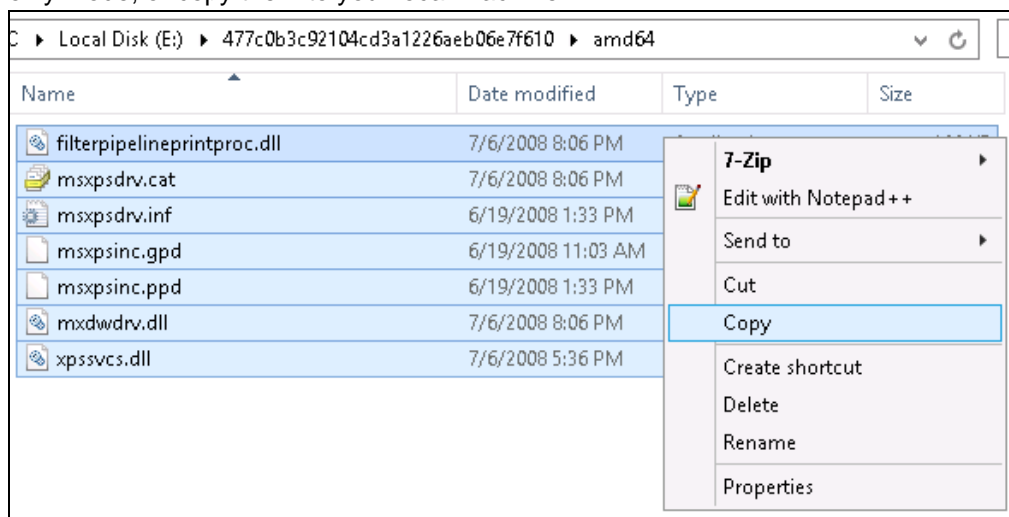 C ▸ Local Disk (E:) ▸ 477c0b3c92104cd3a1226aeb06e7f610 ▸ amd64
Name Date modified Type Size
filterpipelineprintproc.dll 7/6/2008 8:06 PM
msxpsdrv.cat 7/6/2008 8:06 PM
msxpsdrv.inf 6/19/2008 1:33 PM
msxpsinc.gpd 6/19/2008 11:03 AM
msxpsinc.ppd 6/19/2008 1:33 PM
mxdwdrv.dll 7/6/2008 8:06 PM
xpssvcs.dll 7/6/2008 5:36 PM
7-Zip
Edit with Notepad++
Send to
Cut
Copy
Create shortcut
Delete
Rename
Properties